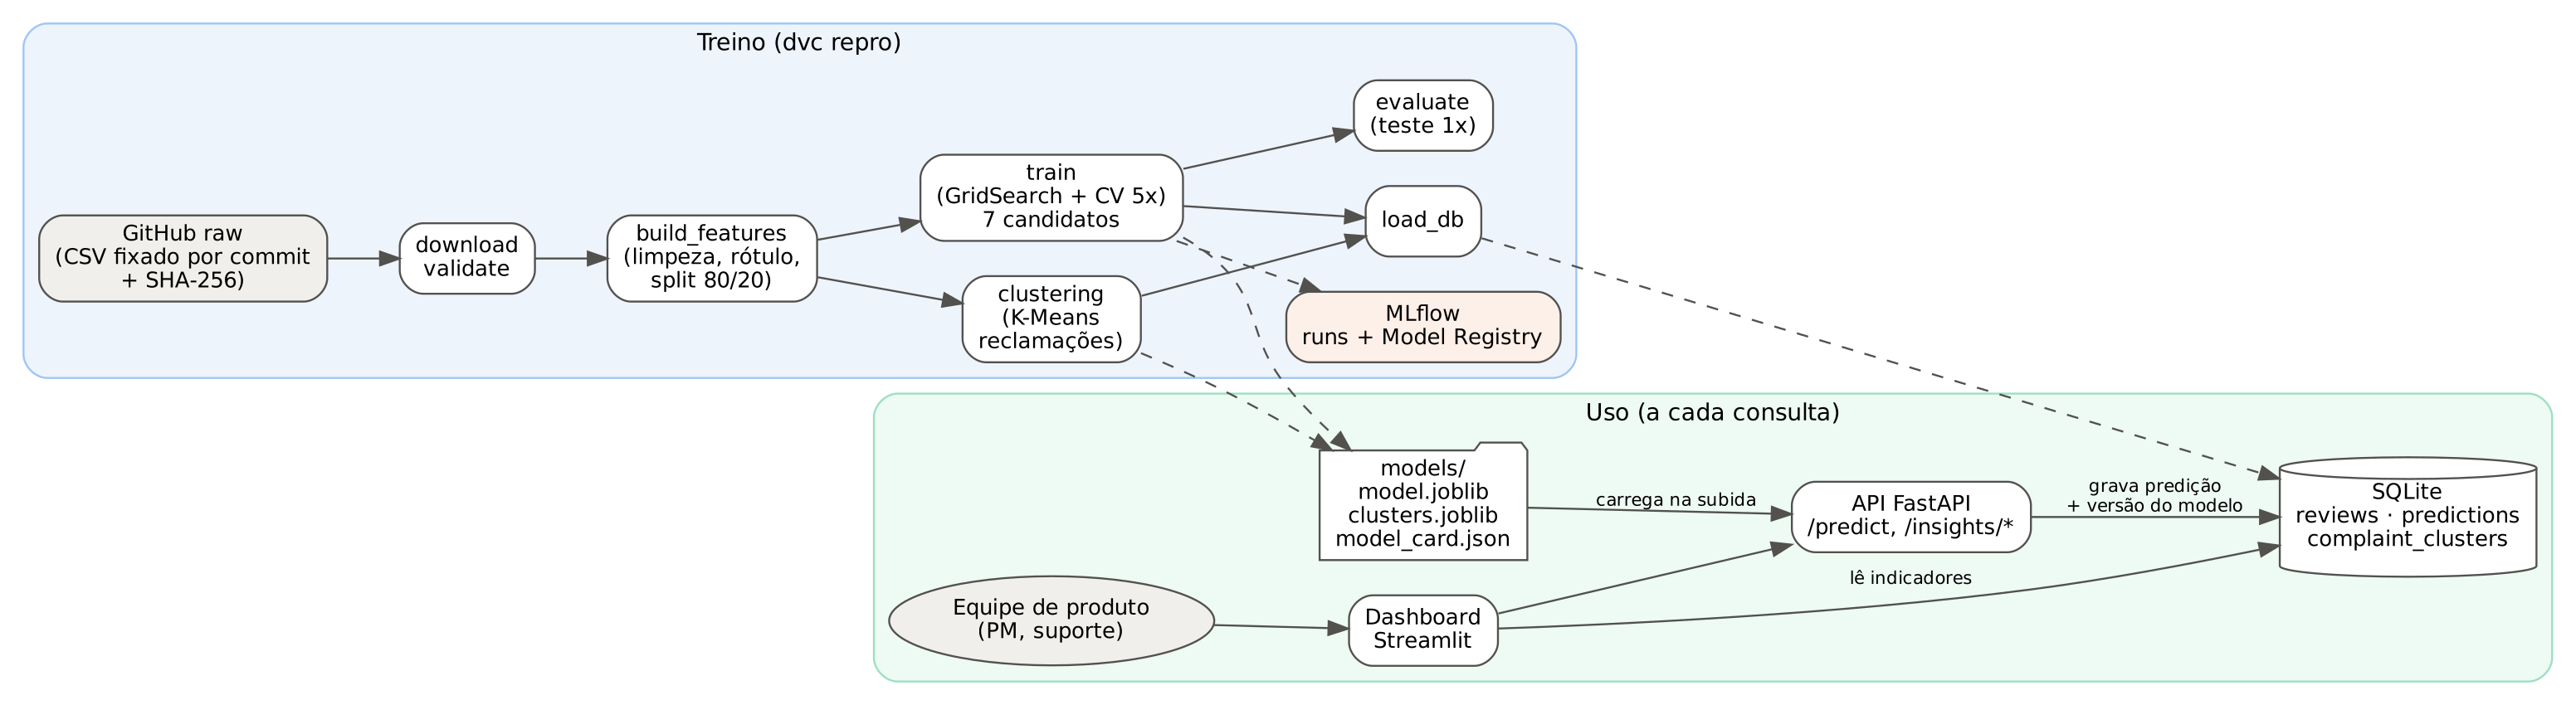 Treino (dvc repro)
GitHub raw
(CSV fixado por commit
+ SHA-256)
download
validate
build_features
(limpeza, rótulo,
split 80/20)
train
(GridSearch + CV 5x)
7 candidatos
clustering
(K-Means
reclamações)
evaluate
(teste 1x)
load_db
MLflow
runs + Model Registry
Uso (a cada consulta)
models/
model.joblib
clusters.joblib
model_card.json
carrega na subida
API FastAPI
/predict, /insights/*
grava predição
+ versão do modelo
SQLite
reviews · predictions
complaint_clusters
Equipe de produto
(PM, suporte)
Dashboard
Streamlit
lê indicadores